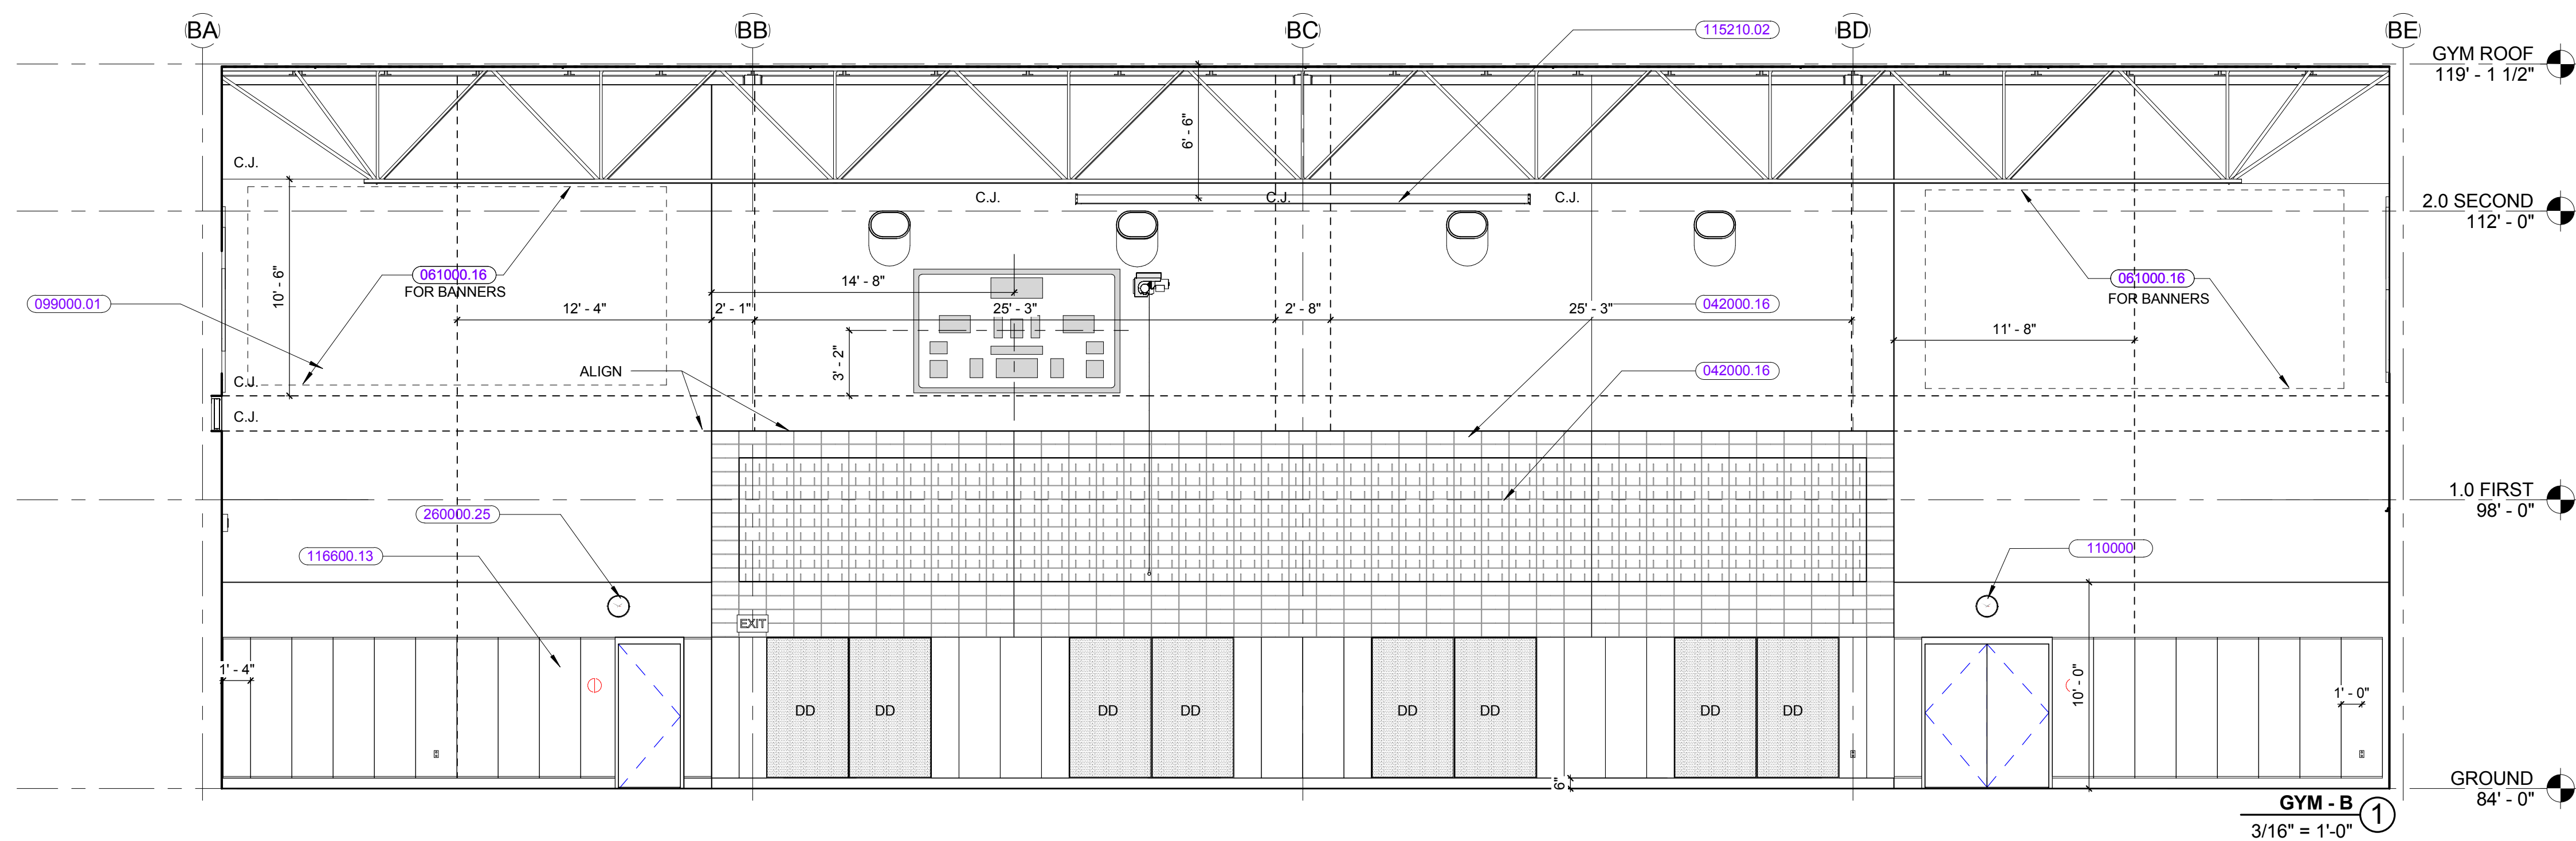 BA
BB
BC
BD
BE
115210.02
GYM ROOF
119' - 1 1/2"
6' - 6"
C.J.
C.J.
C.J.
C.J.
2.0 SECOND
112' - 0"
10' - 6"
061000.16
FOR BANNERS
099000.01
12' - 4"
2' - 1"
14' - 8"
25' - 3"
2' - 8"
25' - 3"
042000.16
061000.16
FOR BANNERS
11' - 8"
3' - 2"
ALIGN
042000.16
C.J.
C.J.
1.0 FIRST
98' - 0"
260000.25
116600.13
110000
EXIT
1' - 4"
DD
DD
DD
DD
DD
DD
DD
DD
10' - 0"
1' - 0"
6"
GROUND
84' - 0"
GYM - B
1
3/16" = 1'-0"